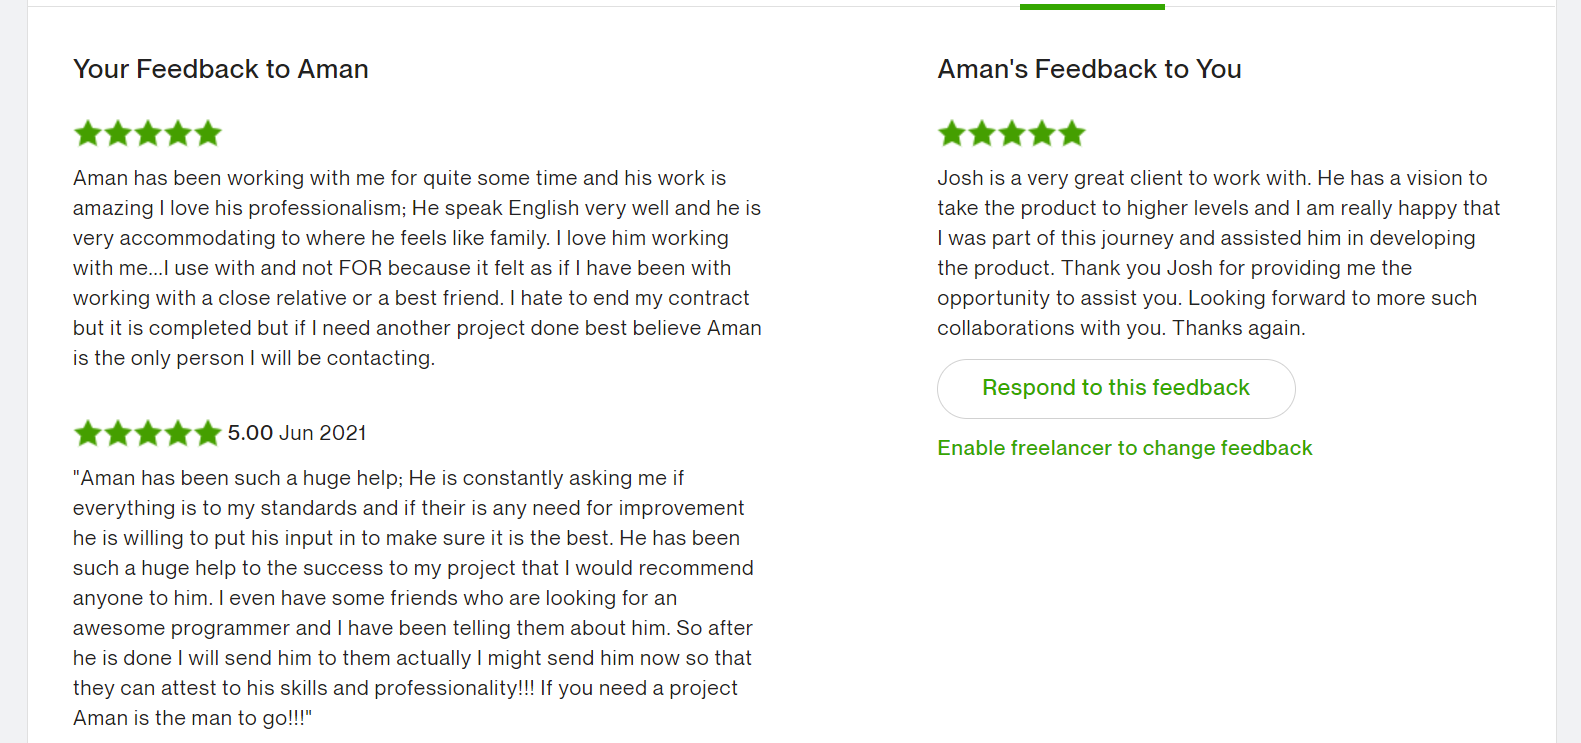 Your Feedback to Aman
Aman has been working with me for quite some time and his work is
amazing I love his professionalism; He speak English very well and he is
very accommodating to where he feels like family. I love him working
with me...I use with and not FOR because it felt as if I have been with
working with a close relative or a best friend. I hate to end my contract
but it is completed but if I need another project done best believe Aman
is the only person I will be contacting.
5.00 Jun 2021
"Aman has been such a huge help; He is constantly asking me if
everything is to my standards and if their is any need for improvement
he is willing to put his input in to make sure it is the best. He has been
such a huge help to the success to my project that I would recommend
anyone to him. I even have some friends who are looking for an
awesome programmer and I have been telling them about him. So after
he is done I will send him to them actually I might send him now so that
they can attest to his skills and professionality!!! If you need a project
Aman is the man to go!!!"
Aman's Feedback to You
Josh is a very great client to work with. He has a vision to
take the product to higher levels and I am really happy that
I was part of this journey and assisted him in developing
the product. Thank you Josh for providing me the
opportunity to assist you. Looking forward to more such
collaborations with you. Thanks again.
Respond to this feedback
Enable freelancer to change feedback